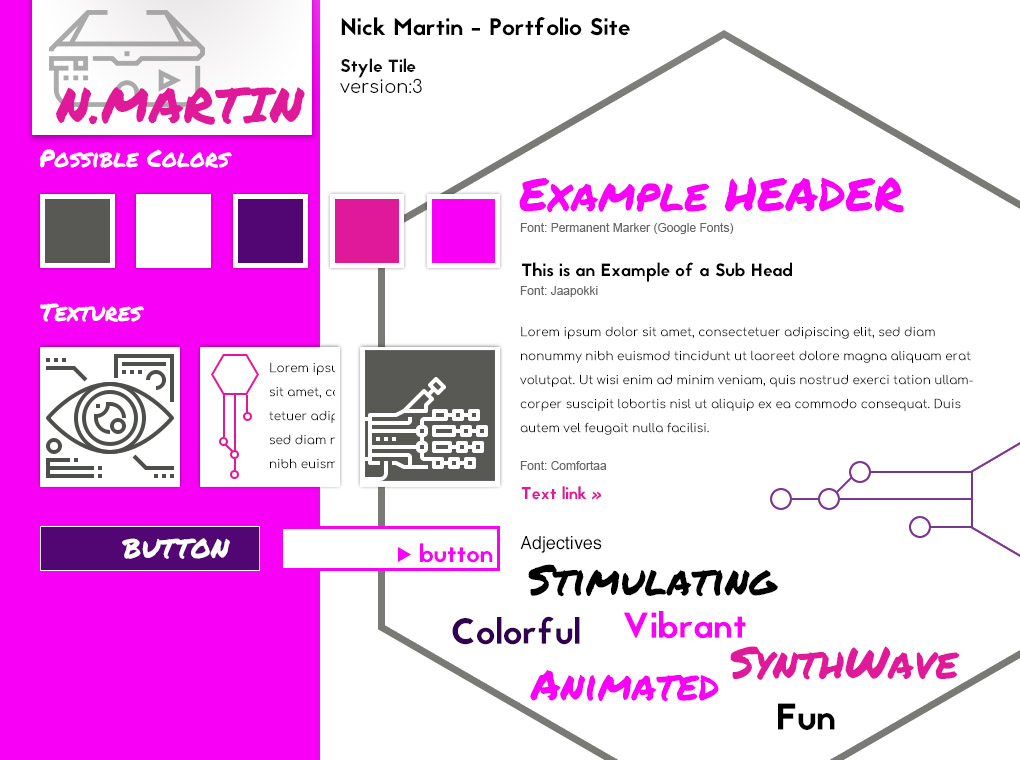 N.MARTIN
Nick Martin - Portfolio Site
Style Tile
version:3
Possible Colors
Example HEADER
Font: Permanent Marker (Google Fonts)
This is an Example of a Sub Head
Font: Jaapokki
Textures
Lorem ipsu
sit amet, co
tetuer adip
sed diam n
nibh euism
Lorem ipsum dolor sit amet, consectetuer adipiscing elit, sed diam
nonummy nibh euismod tincidunt ut laoreet dolore magna aliquam erat
volutpat. Ut wisi enim ad minim veniam, quis nostrud exerci tation ullam-
corper suscipit lobortis nisl ut aliquip ex ea commodo consequat. Duis
autem vel feugait nulla facilisi.
Font: Comfortaa
Text link »
BUTTON
button
Adjectives
Stimulating
Colorful
Vibrant
SynthWave
Animated
Fun